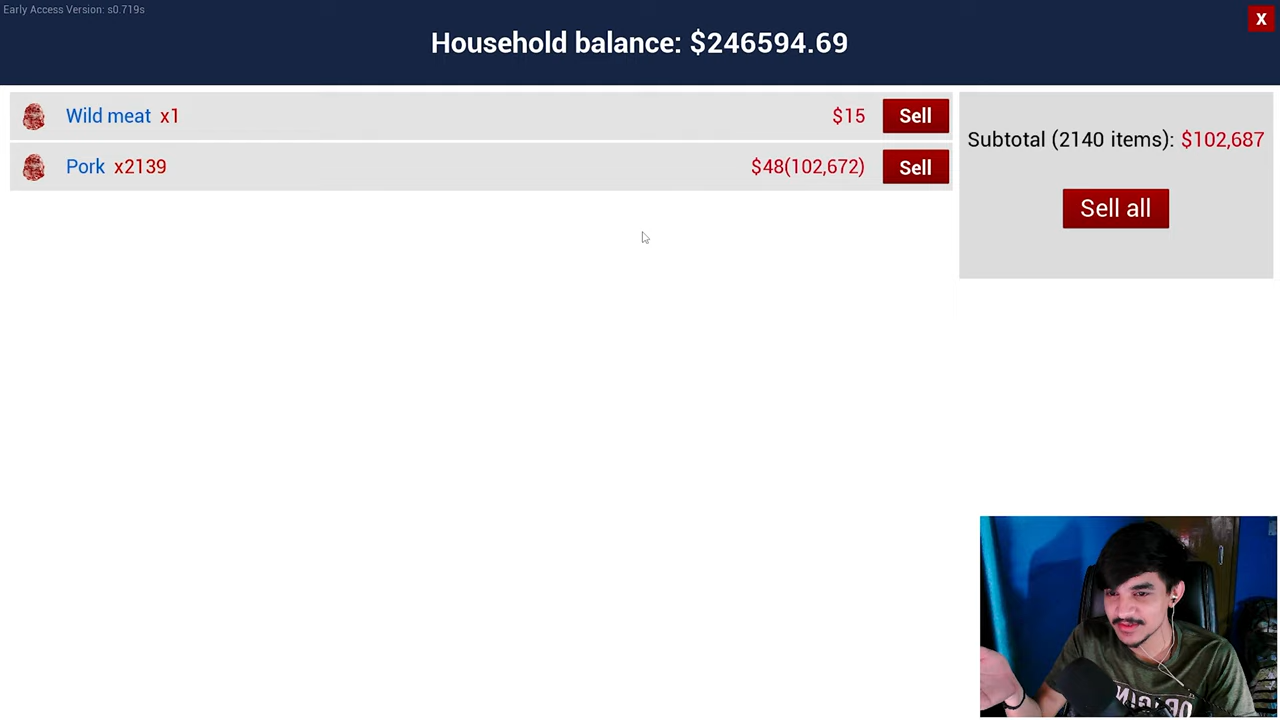 Early Access Version: s0.719s
X
Household balance: $246594.69
Wild meat x1 $15 Sell
Pork x2139 $48(102,672) Sell
Subtotal (2140 items): $102,687
Sell all